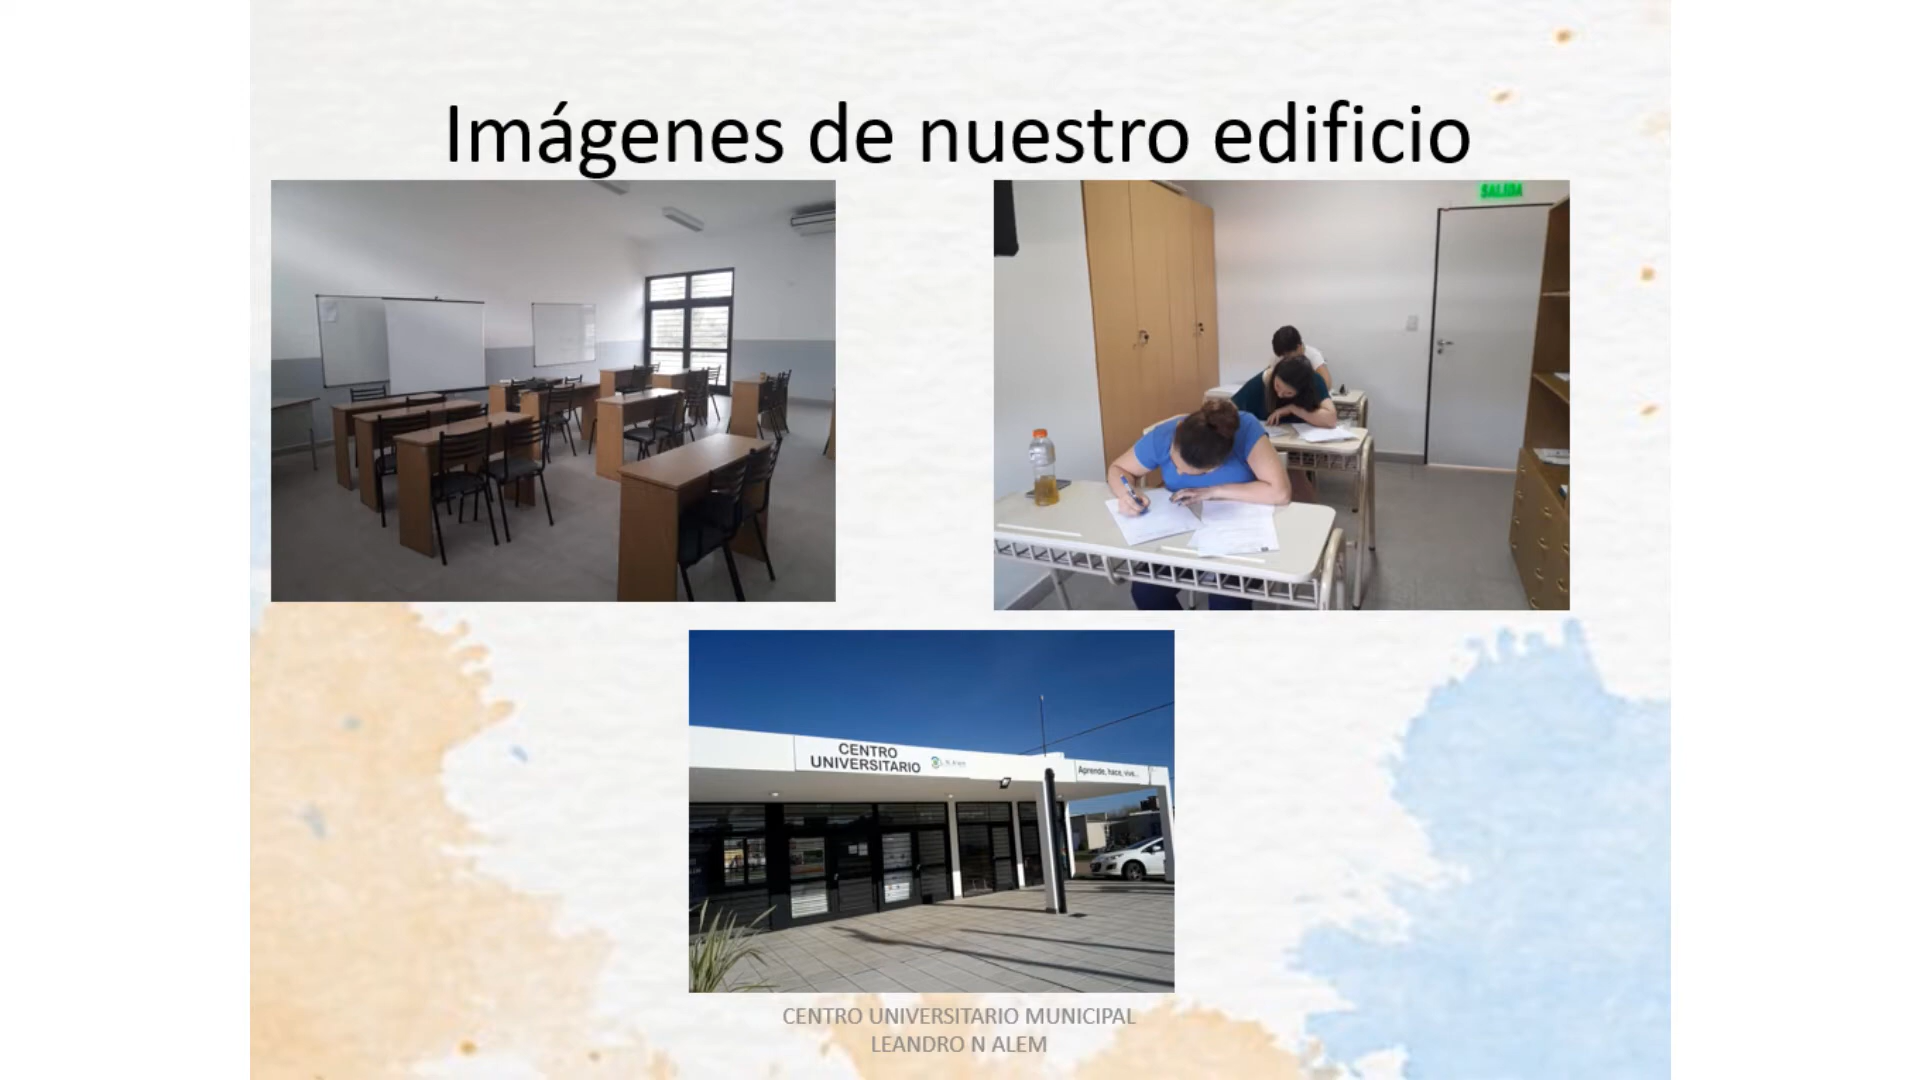 Imágenes de nuestro edificio
SALIDA
CENTRO
UNIVERSITARIO
Aprende, hace, vive...
CENTRO UNIVERSITARIO MUNICIPAL
LEANDRO N ALEM